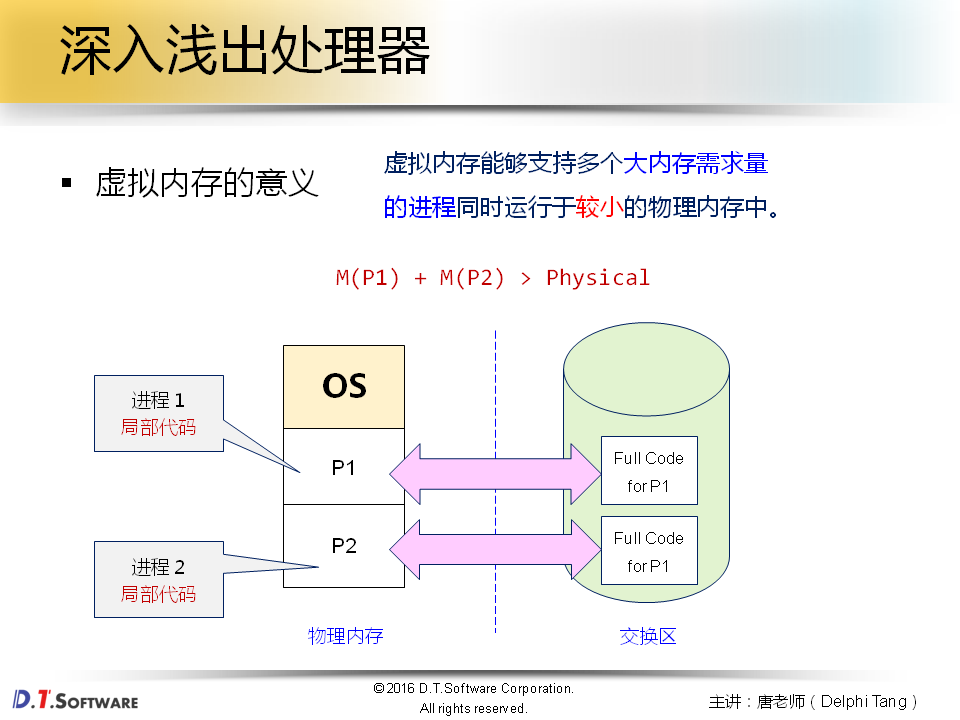 深入浅出处理器
▪ 虚拟内存的意义
虚拟内存能够支持多个大内存需求量
的进程同时运行于较小的物理内存中。
M(P1) + M(P2) > Physical
OS
进程 1
局部代码
P1
Full Code
for P1
P2
Full Code
for P1
进程 2
局部代码
物理内存
交换区
D.T.SOFTWARE
©2016 D.T.Software Corporation.
All rights reserved.
主讲：唐老师（Delphi Tang）